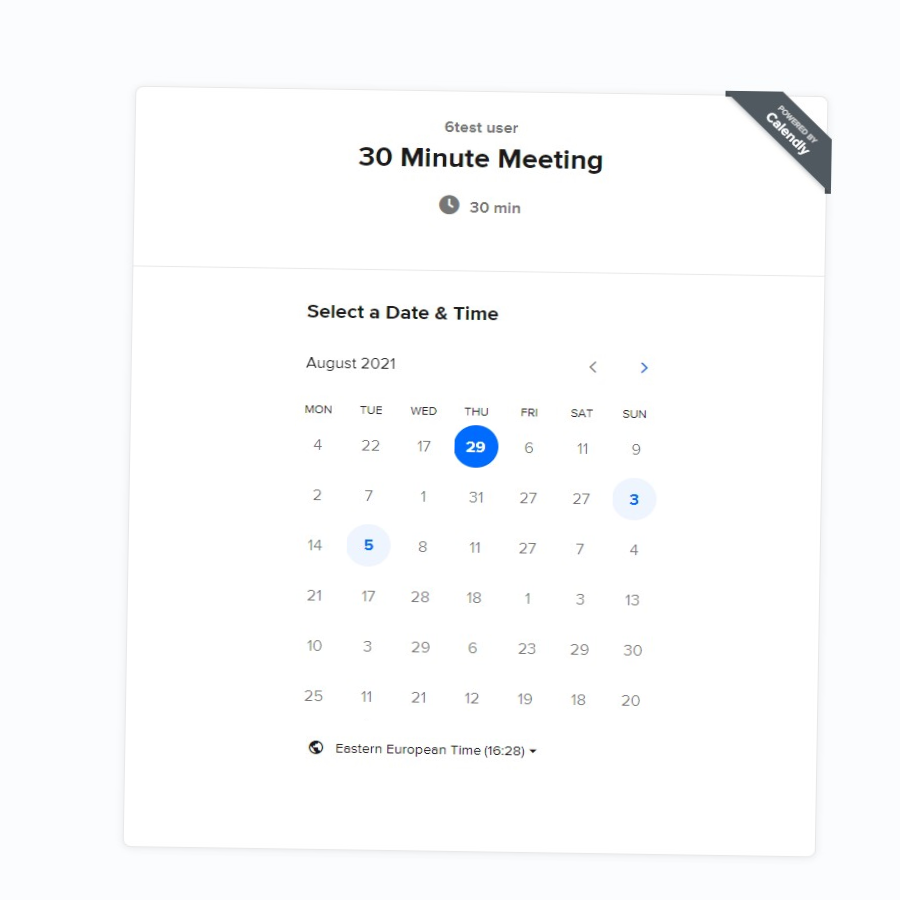 POWERED BY
Calendly
6test user
30 Minute Meeting
30 min
Select a Date & Time
August 2021
MON TUE WED THU FRI SAT SUN
4 22 17 29 6 11 9
2 7 1 31 27 27 3
14 5 8 11 27 7 4
21 17 28 18 1 3 13
10 3 29 6 23 29 30
25 11 21 12 19 18 20
Eastern European Time (16:28)